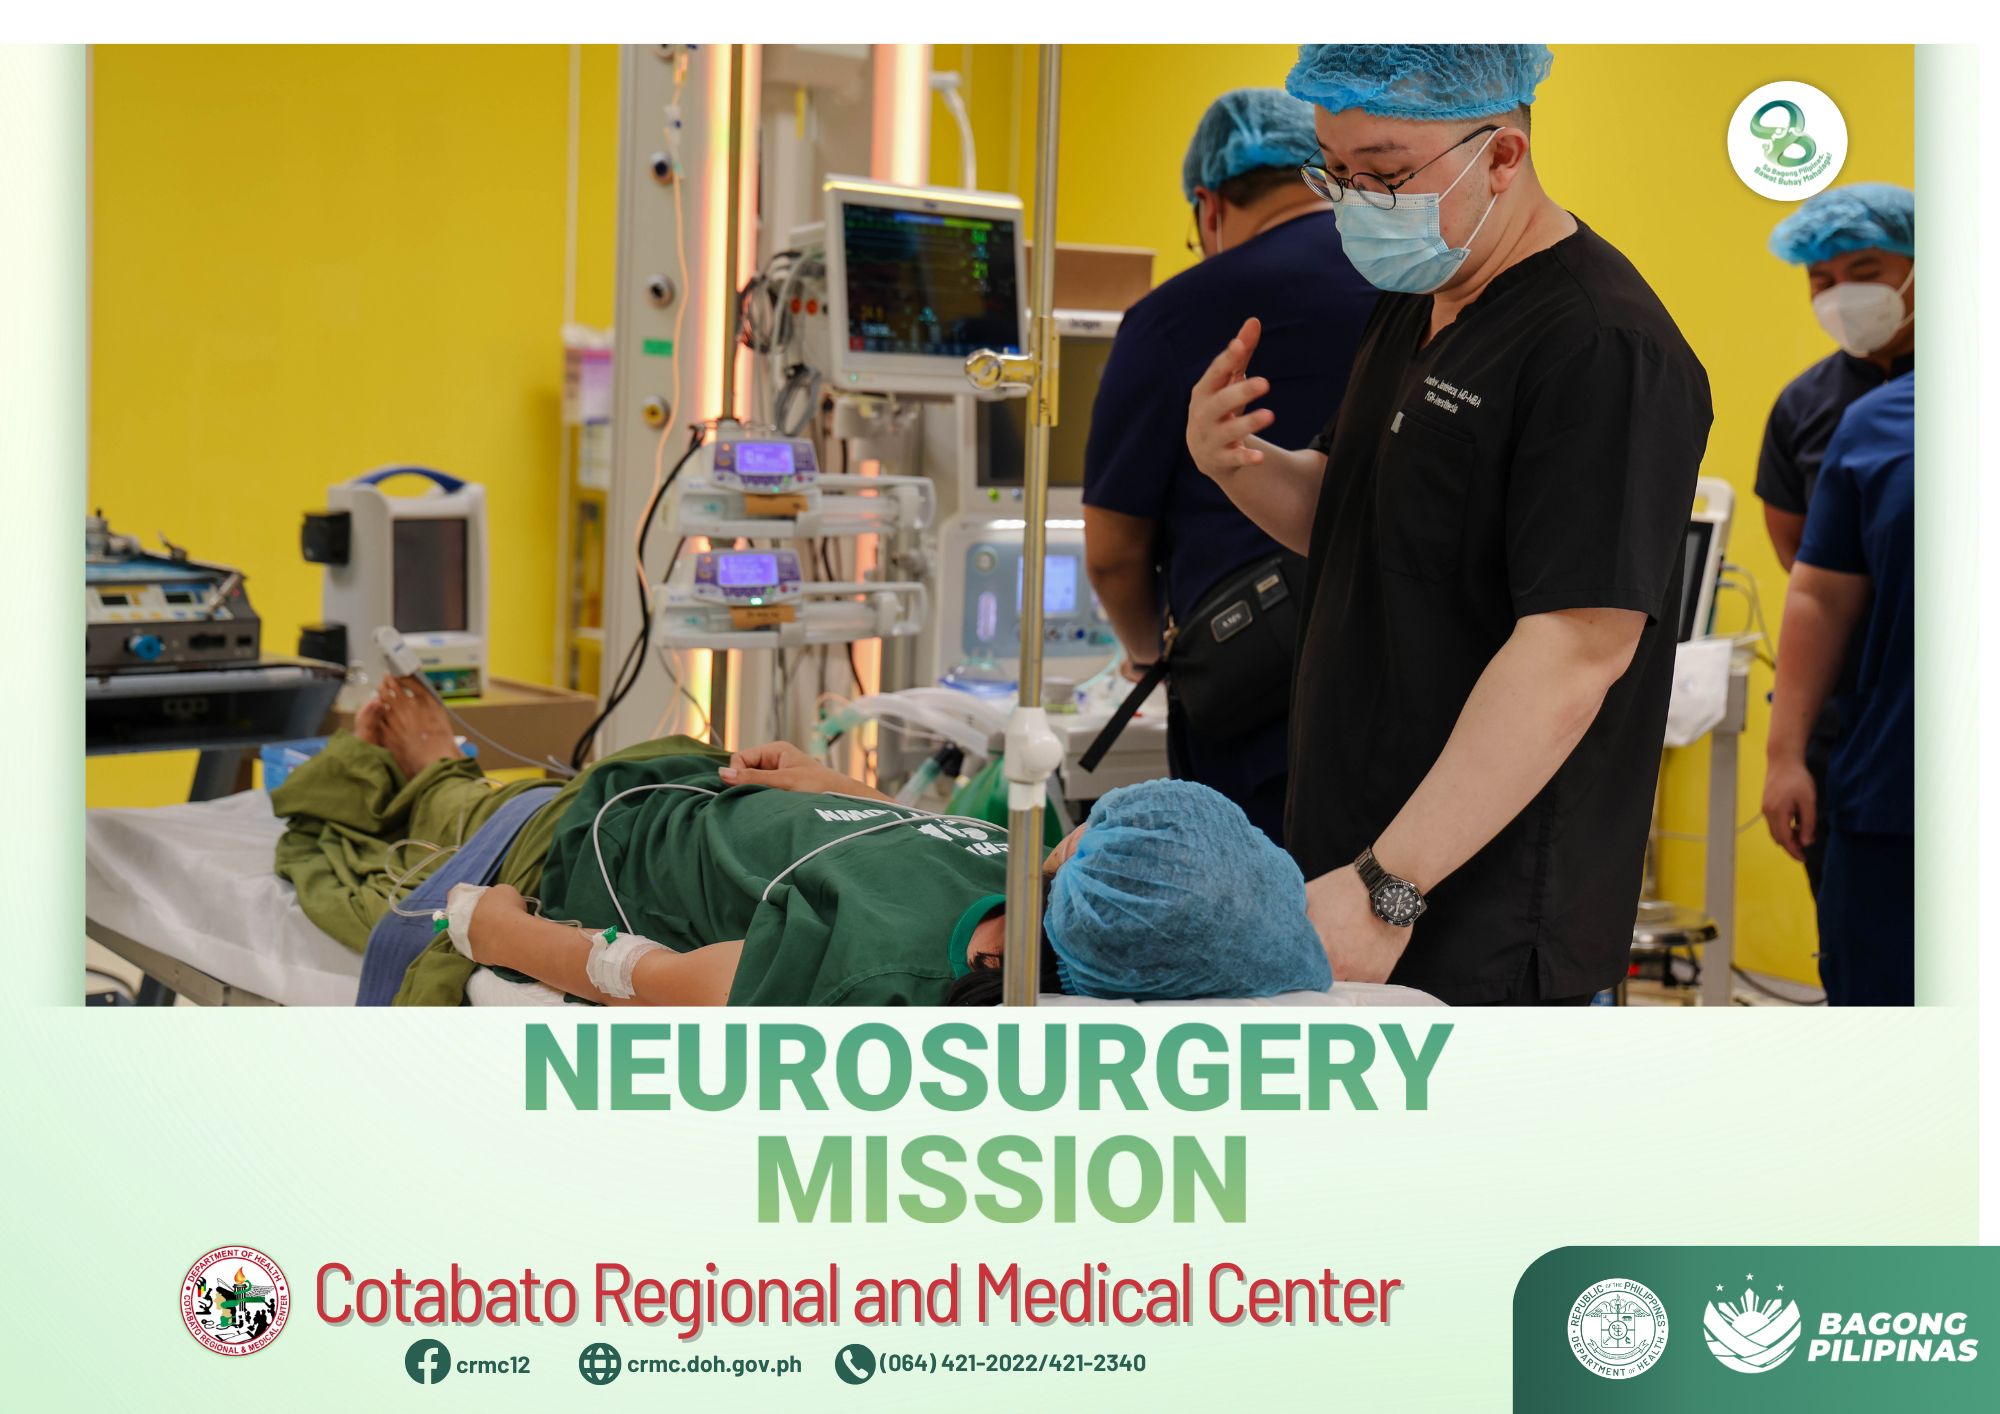 Sa Bagong Pilipinas,
Bawat Buhay Mahalaga!
NEUROSURGERY
MISSION
DEPARTMENT OF HEALTH
COTABATO REGIONAL & MEDICAL CENTER
Cotabato Regional and Medical Center
crmc12
crmc.doh.gov.ph
(064) 421-2022/421-2340
REPUBLIC OF THE PHILIPPINES
DEPARTMENT OF HEALTH
BAGONG
PILIPINAS